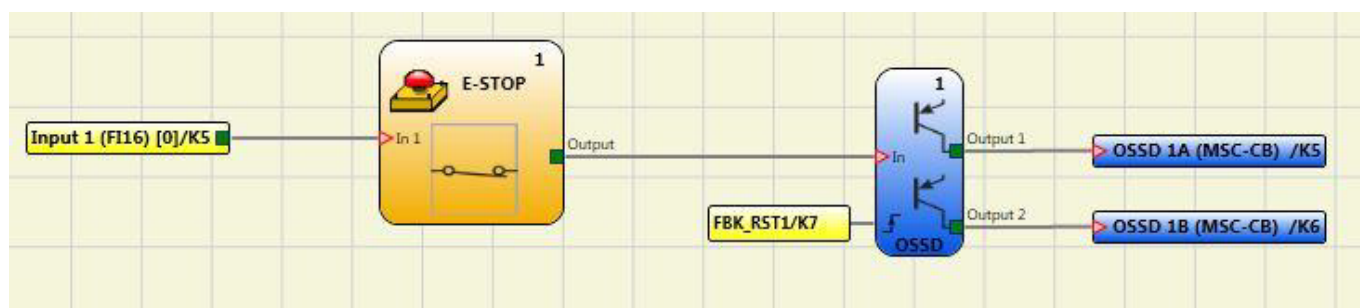 Input 1 (FI16) [0]/K5
1
E-STOP
In 1
Output
FBK_RST1/K7
1
In
OSSD
Output 1
Output 2
OSSD 1A (MSC-CB) /K5
OSSD 1B (MSC-CB) /K6